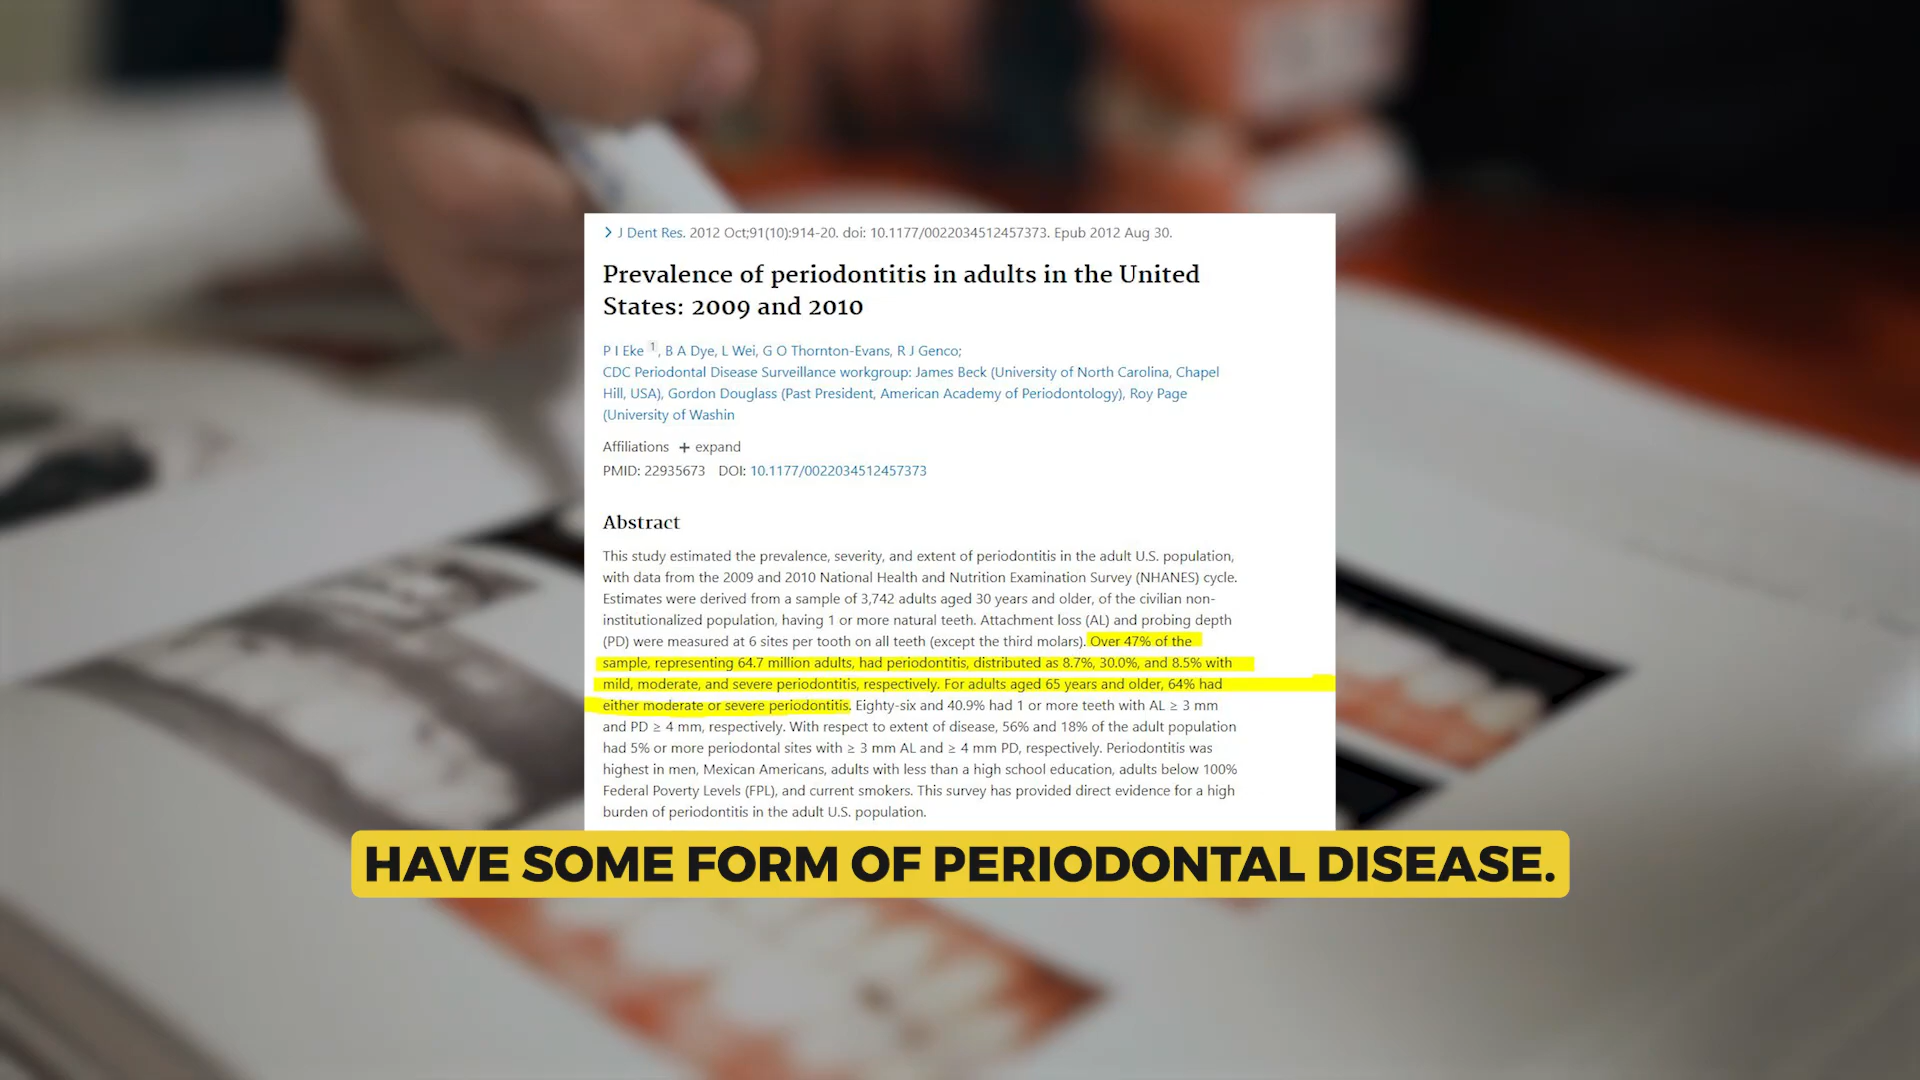 J Dent Res. 2012 Oct;91(10):914-20. doi: 10.1177/0022034512457373. Epub 2012 Aug 30.
Prevalence of periodontitis in adults in the United
States: 2009 and 2010
P I Eke 1, B A Dye, L Wei, G O Thornton-Evans, R J Genco;
CDC Periodontal Disease Surveillance workgroup: James Beck (University of North Carolina, Chapel
Hill, USA), Gordon Douglass (Past President, American Academy of Periodontology), Roy Page
(University of Washin
Affiliations + expand
PMID: 22935673 DOI: 10.1177/0022034512457373
Abstract
This study estimated the prevalence, severity, and extent of periodontitis in the adult U.S. population,
with data from the 2009 and 2010 National Health and Nutrition Examination Survey (NHANES) cycle.
Estimates were derived from a sample of 3,742 adults aged 30 years and older, of the civilian non-
institutionalized population, having 1 or more natural teeth. Attachment loss (AL) and probing depth
(PD) were measured at 6 sites per tooth on all teeth (except the third molars). Over 47% of the
sample, representing 64.7 million adults, had periodontitis, distributed as 8.7%, 30.0%, and 8.5% with
mild, moderate, and severe periodontitis, respectively. For adults aged 65 years and older, 64% had
either moderate or severe periodontitis. Eighty-six and 40.9% had 1 or more teeth with AL ≥ 3 mm
and PD ≥ 4 mm, respectively. With respect to extent of disease, 56% and 18% of the adult population
had 5% or more periodontal sites with ≥ 3 mm AL and ≥ 4 mm PD, respectively. Periodontitis was
highest in men, Mexican Americans, adults with less than a high school education, adults below 100%
Federal Poverty Levels (FPL), and current smokers. This survey has provided direct evidence for a high
burden of periodontitis in the adult U.S. population.
HAVE SOME FORM OF PERIODONTAL DISEASE.